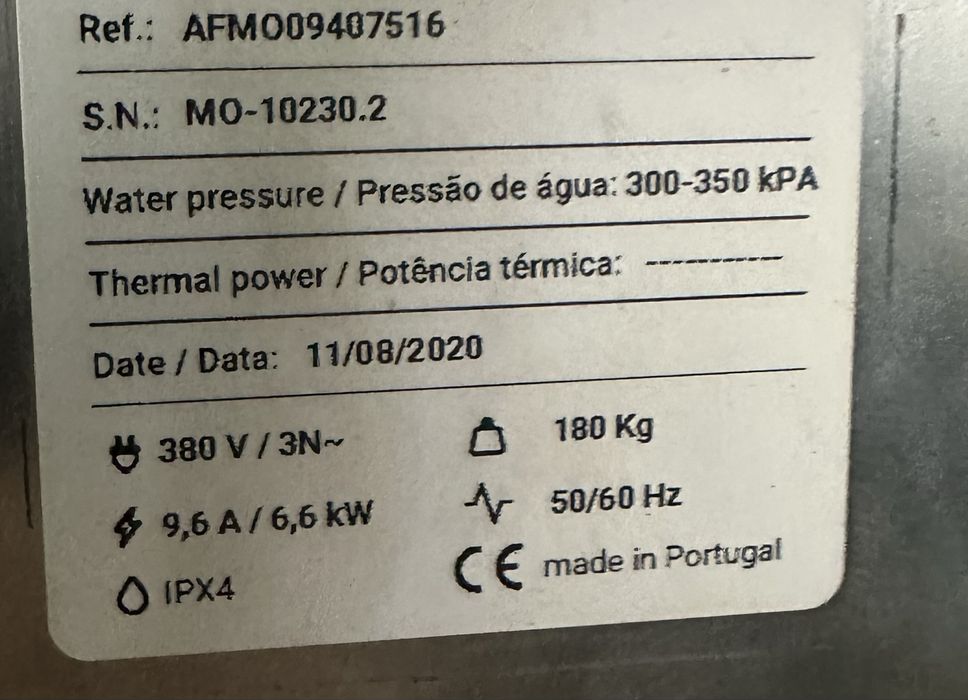 Ref.: AFMO09407516
S.N.: MO-10230.2
Water pressure / Pressão de água: 300-350 kPA
Thermal power / Potência térmica: -----------
Date / Data: 11/08/2020
380 V / 3N~
180 Kg
9,6 A / 6,6 kW
50/60 Hz
IPX4
CE made in Portugal